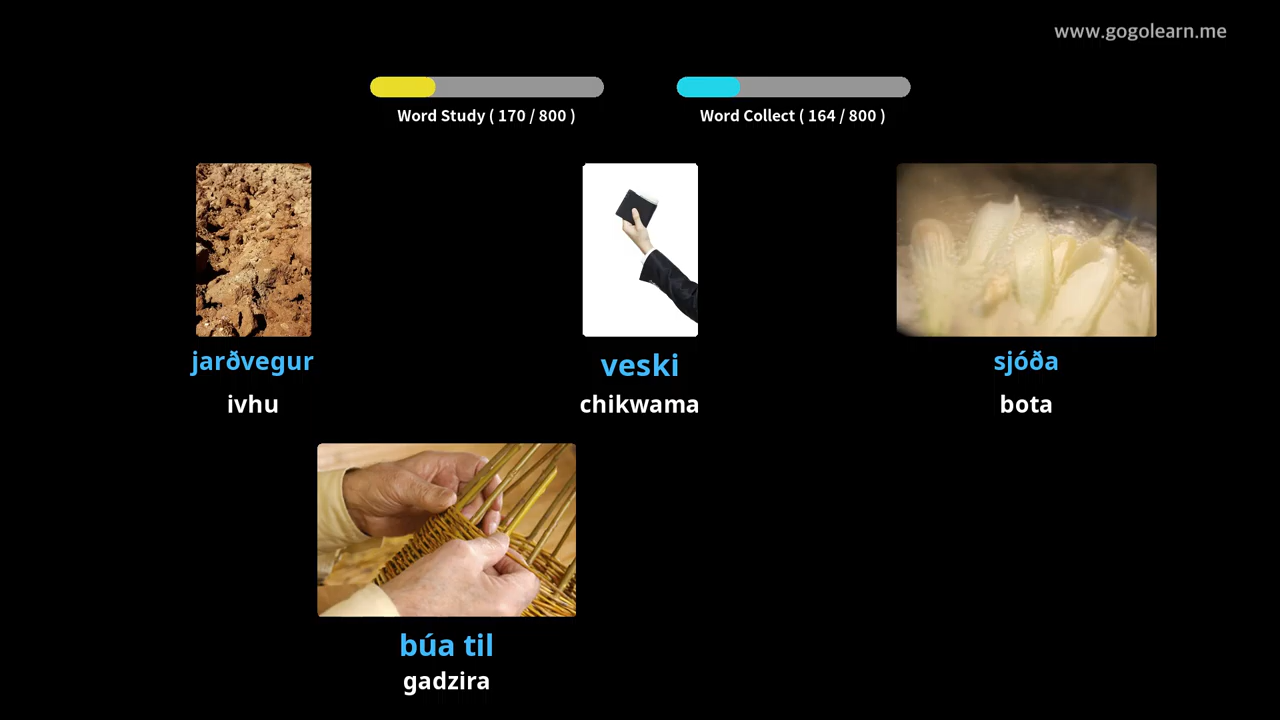 www.gogolearn.me
Word Study ( 170 / 800 )
Word Collect ( 164 / 800 )
jarðvegur
ivhu
veski
chikwama
sjóða
bota
búa til
gadzira